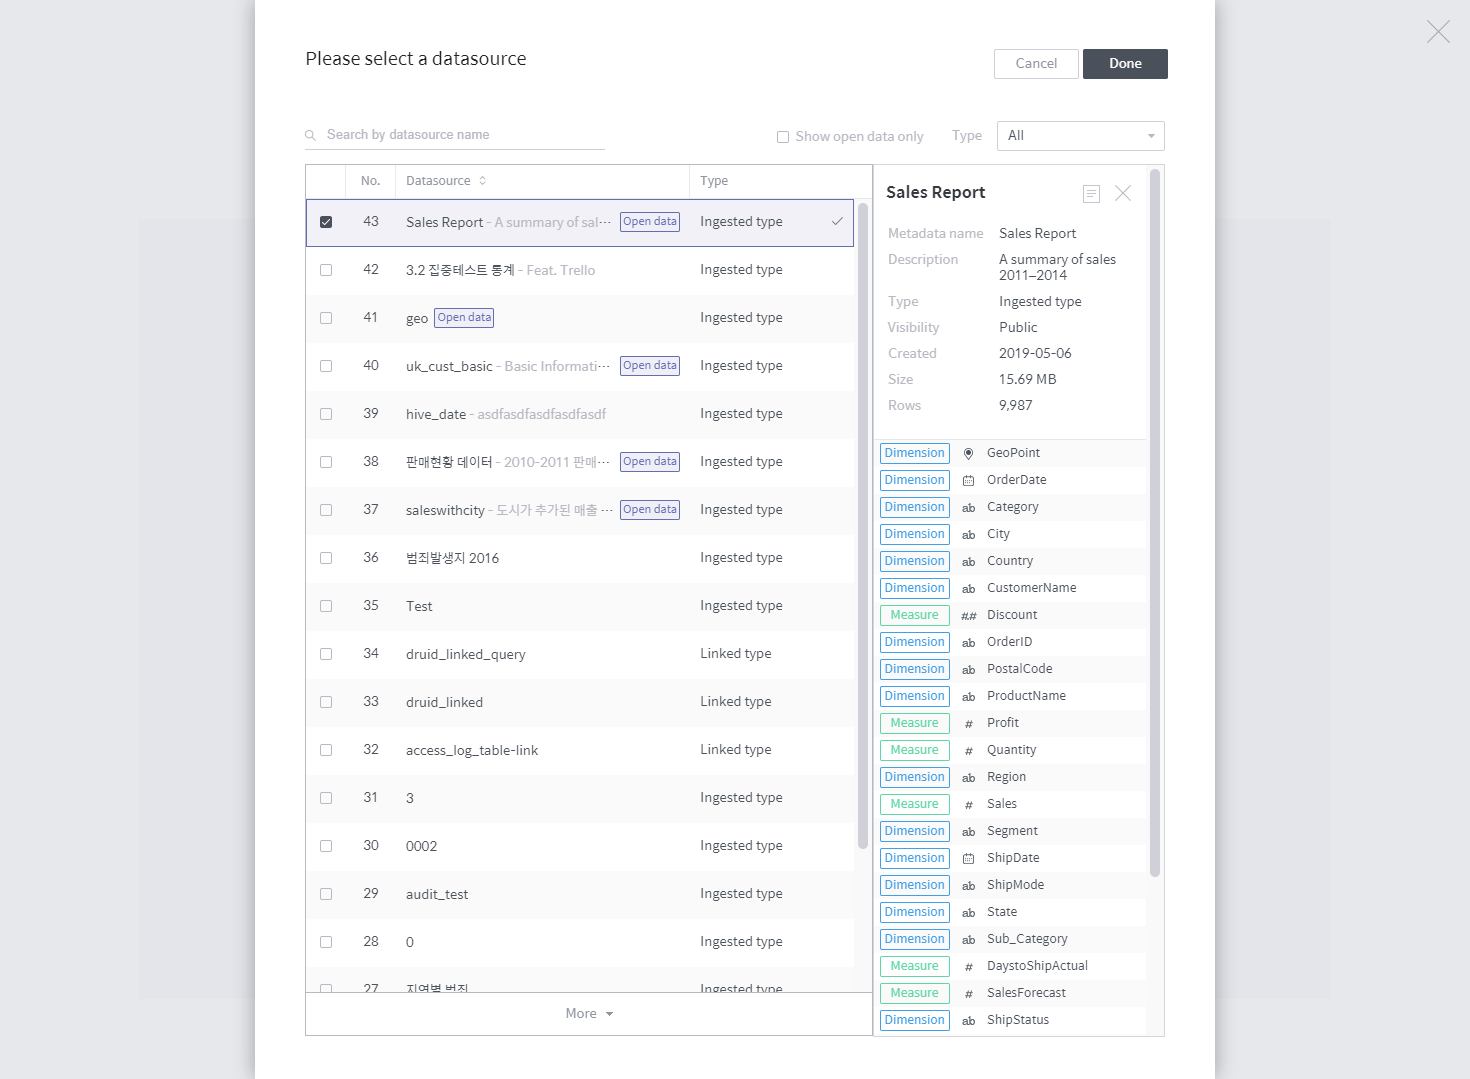 Please select a datasource
Cancel
Done
Search by datasource name
Show open data only
Type
All
No.
Datasource
Type
43
Sales Report - A summary of sal···
Open data
Ingested type
42
3.2 집중테스트 통계 - Feat. Trello
Ingested type
41
geo
Open data
Ingested type
40
uk_cust_basic - Basic Informati···
Open data
Ingested type
39
hive_date - asdfasdfasdfasdfasdf
Ingested type
38
판매현황 데이터 - 2010-2011 판매···
Open data
Ingested type
37
saleswithcity - 도시가 추가된 매출 ···
Open data
Ingested type
36
범죄발생지 2016
Ingested type
35
Test
Ingested type
34
druid_linked_query
Linked type
33
druid_linked
Linked type
32
access_log_table-link
Linked type
31
3
Ingested type
30
0002
Ingested type
29
audit_test
Ingested type
28
0
Ingested type
27
지역별 범죄
Ingested type
More
Sales Report
Metadata name
Sales Report
Description
A summary of sales
2011–2014
Type
Ingested type
Visibility
Public
Created
2019-05-06
Size
15.69 MB
Rows
9,987
Dimension
GeoPoint
Dimension
OrderDate
Dimension
ab
Category
Dimension
ab
City
Dimension
ab
Country
Dimension
ab
CustomerName
Measure
#.#
Discount
Dimension
ab
OrderID
Dimension
ab
PostalCode
Dimension
ab
ProductName
Measure
#
Profit
Measure
#
Quantity
Dimension
ab
Region
Measure
#
Sales
Dimension
ab
Segment
Dimension
ShipDate
Dimension
ab
ShipMode
Dimension
ab
State
Dimension
ab
Sub_Category
Measure
#
DaystoShipActual
Measure
#
SalesForecast
Dimension
ab
ShipStatus